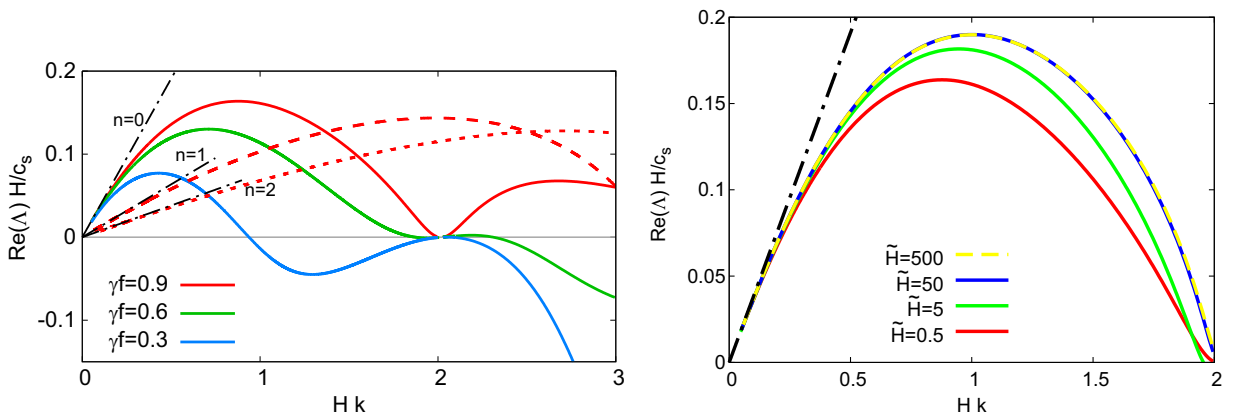 0.2
0.1
0
-0.1
Re(Λ) H/cₛ
n=0
n=1
n=2
γf=0.9
γf=0.6
γf=0.3
0 1 2 3
H k
0.2
0.15
0.1
0.05
0
Re(Λ) H/cₛ
H̃=500
H̃=50
H̃=5
H̃=0.5
0 0.5 1 1.5 2
H k